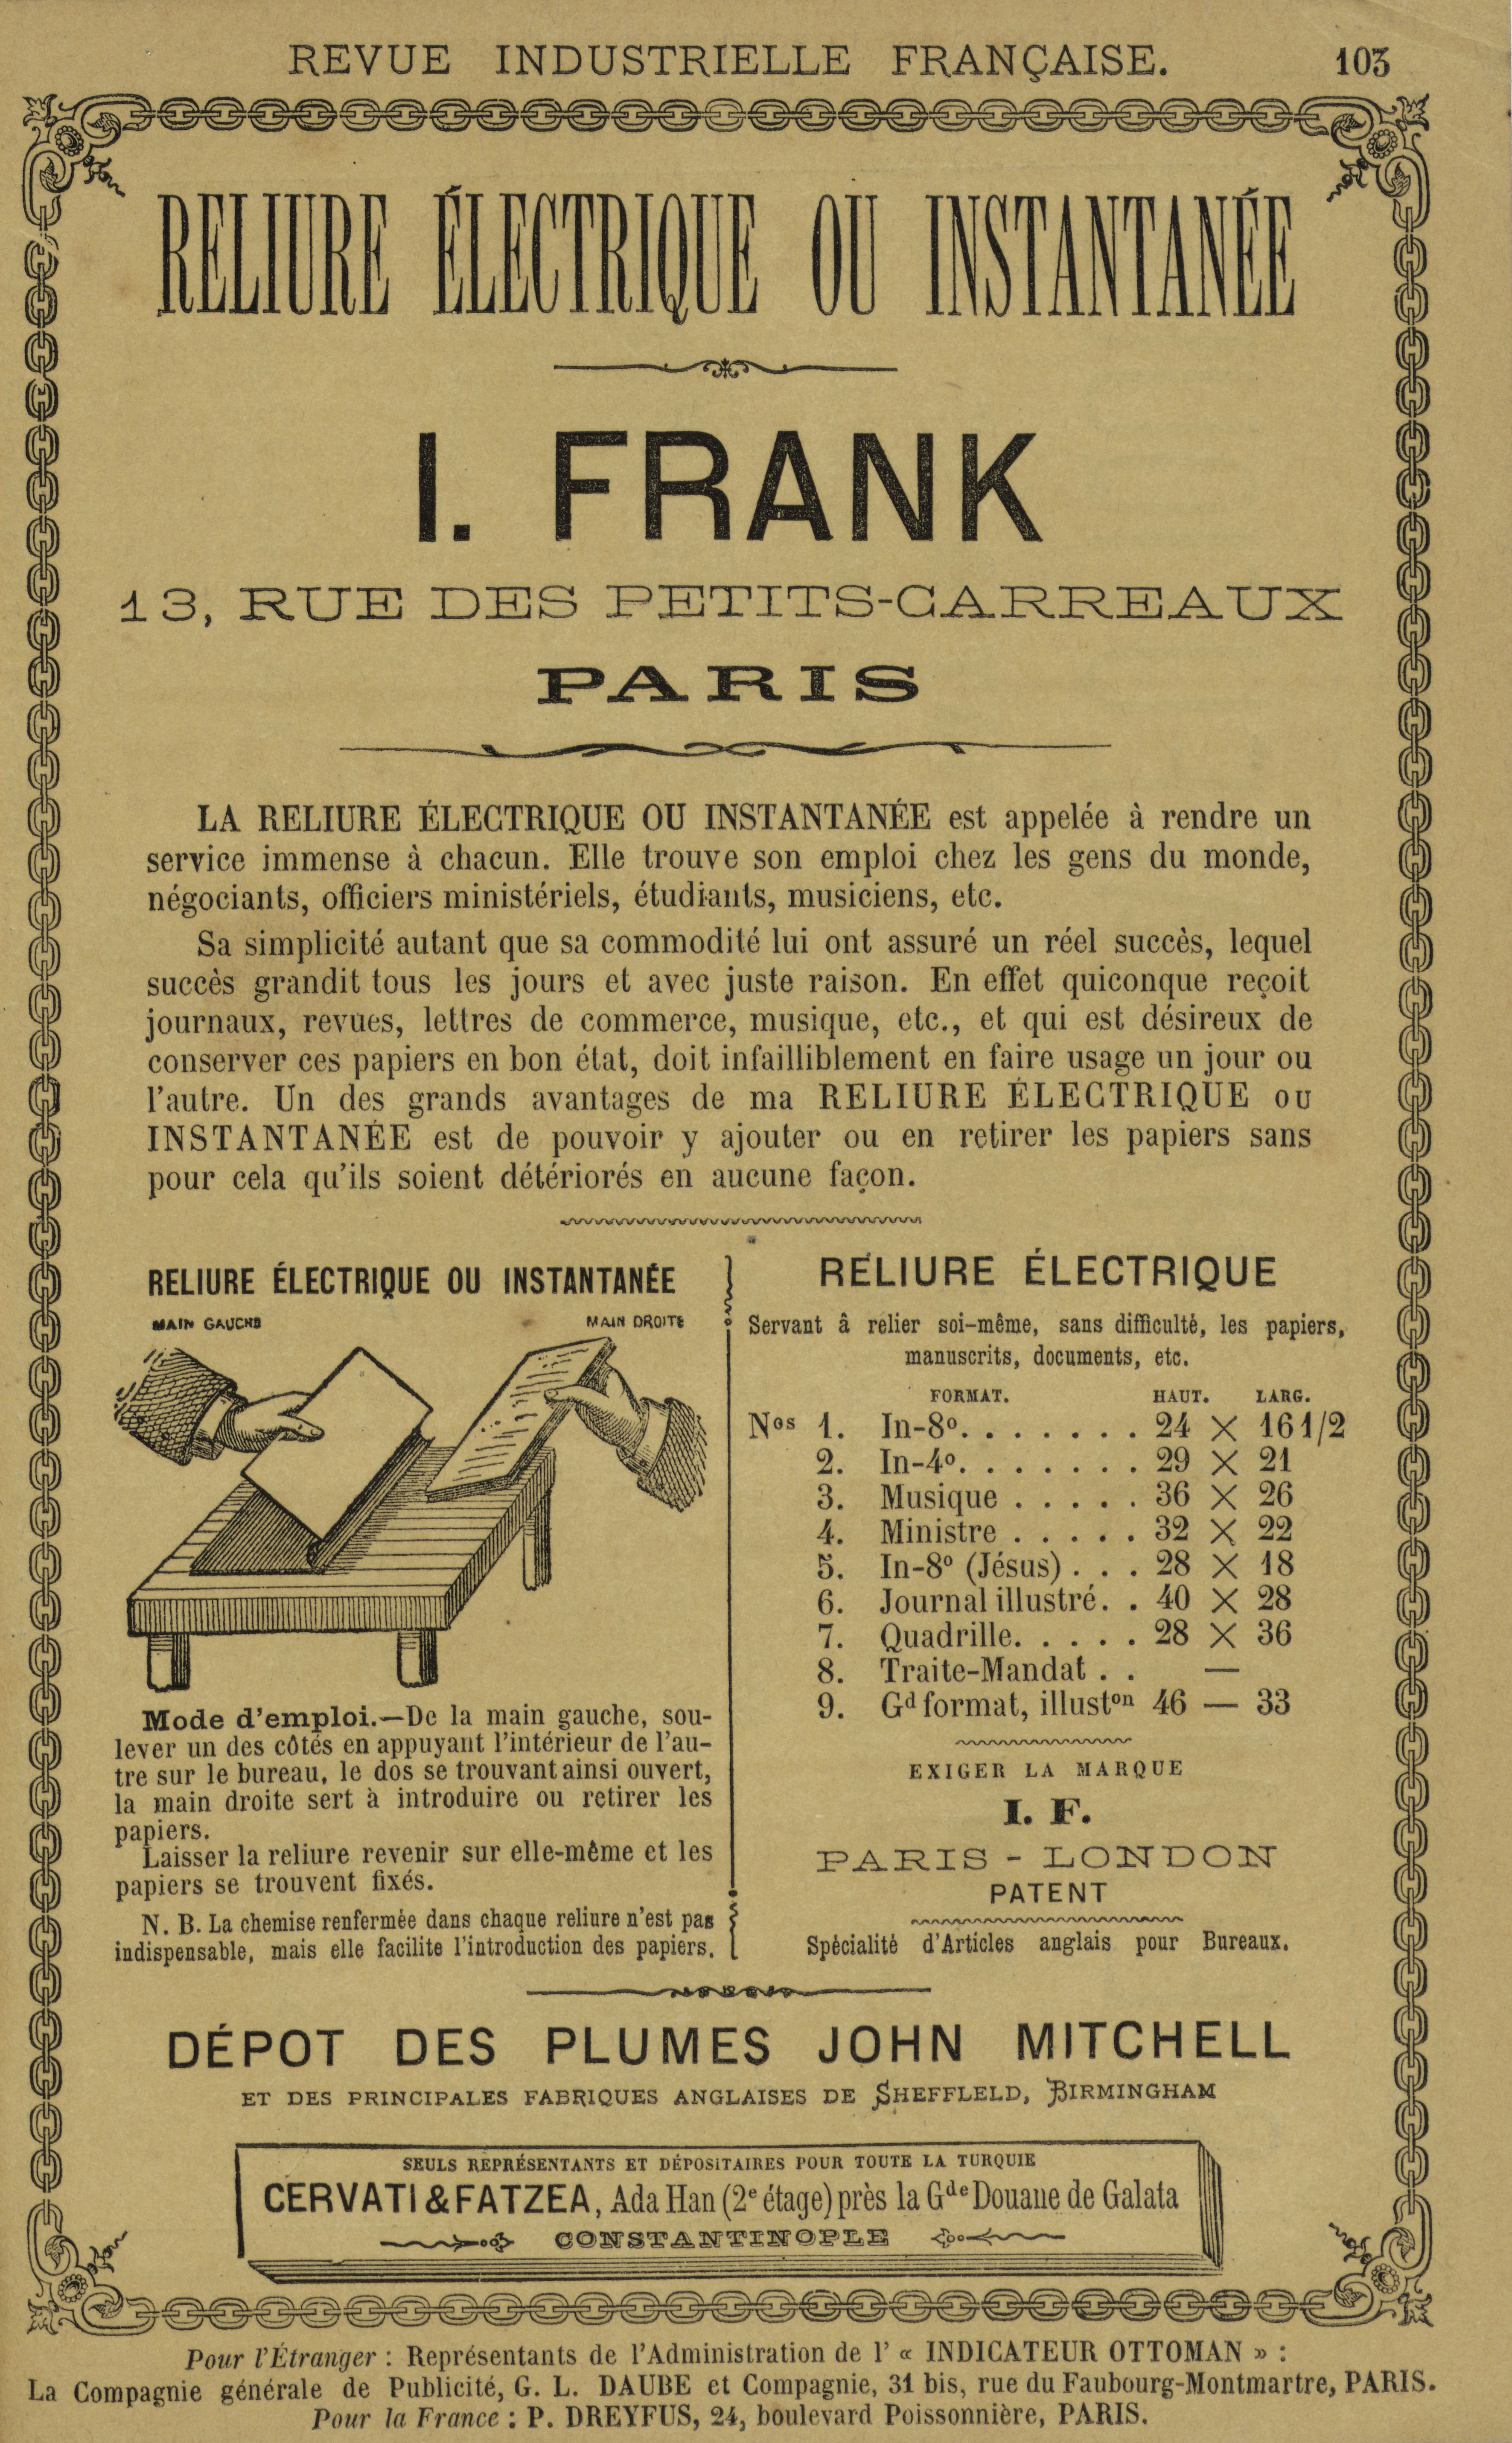 REVUE INDUSTRIELLE FRANÇAISE. 103
RELIURE ÉLECTRIQUE OU INSTANTANÉE
I. FRANK
13, RUE DES PETITS-CARREAUX
PARIS
LA RELIURE ÉLECTRIQUE OU INSTANTANÉE est appelée à rendre un
service immense à chacun. Elle trouve son emploi chez les gens du monde,
négociants, officiers ministériels, étudiants, musiciens, etc.
Sa simplicité autant que sa commodité lui ont assuré un réel succès, lequel
succès grandit tous les jours et avec juste raison. En effet quiconque reçoit
journaux, revues, lettres de commerce, musique, etc., et qui est désireux de
conserver ces papiers en bon état, doit infailliblement en faire usage un jour ou
l'autre. Un des grands avantages de ma RELIURE ÉLECTRIQUE ou
INSTANTANÉE est de pouvoir y ajouter ou en retirer les papiers sans
pour cela qu'ils soient détériorés en aucune façon.
RELIURE ÉLECTRIQUE OU INSTANTANÉE
MAIN GAUCHE MAIN DROITE
Mode d'emploi.—De la main gauche, sou-
lever un des côtés en appuyant l'intérieur de l'au-
tre sur le bureau, le dos se trouvant ainsi ouvert,
la main droite sert à introduire ou retirer les
papiers.
Laisser la reliure revenir sur elle-même et les
papiers se trouvent fixés.
N. B. La chemise renfermée dans chaque reliure n'est pas
indispensable, mais elle facilite l'introduction des papiers.
RELIURE ÉLECTRIQUE
Servant â relier soi-même, sans difficulté, les papiers,
manuscrits, documents, etc.
FORMAT. HAUT. LARG.
Nos 1. In-8o. . . . . . . . 24 × 16 1/2
2. In-4o. . . . . . . . 29 × 21
3. Musique . . . . . 36 × 26
4. Ministre . . . . . 32 × 22
5. In-8o (Jésus) . . . 28 × 18
6. Journal illustré. . 40 × 28
7. Quadrille. . . . . . 28 × 36
8. Traite-Mandat . . —
9. Gd format, illuston 46 — 33
EXIGER LA MARQUE
I. F.
PARIS - LONDON
PATENT
Spécialité d'Articles anglais pour Bureaux.
DÉPOT DES PLUMES JOHN MITCHELL
ET DES PRINCIPALES FABRIQUES ANGLAISES DE SHEFFLELD, BIRMINGHAM
SEULS REPRÉSENTANTS ET DÉPOSITAIRES POUR TOUTE LA TURQUIE
CERVATI & FATZEA, Ada Han (2e étage) près la Gde Douane de Galata
CONSTANTINOPLE
Pour l'Étranger : Représentants de l'Administration de l' « INDICATEUR OTTOMAN » :
La Compagnie générale de Publicité, G. L. DAUBE et Compagnie, 31 bis, rue du Faubourg-Montmartre, PARIS.
Pour la France : P. DREYFUS, 24, boulevard Poissonnière, PARIS.